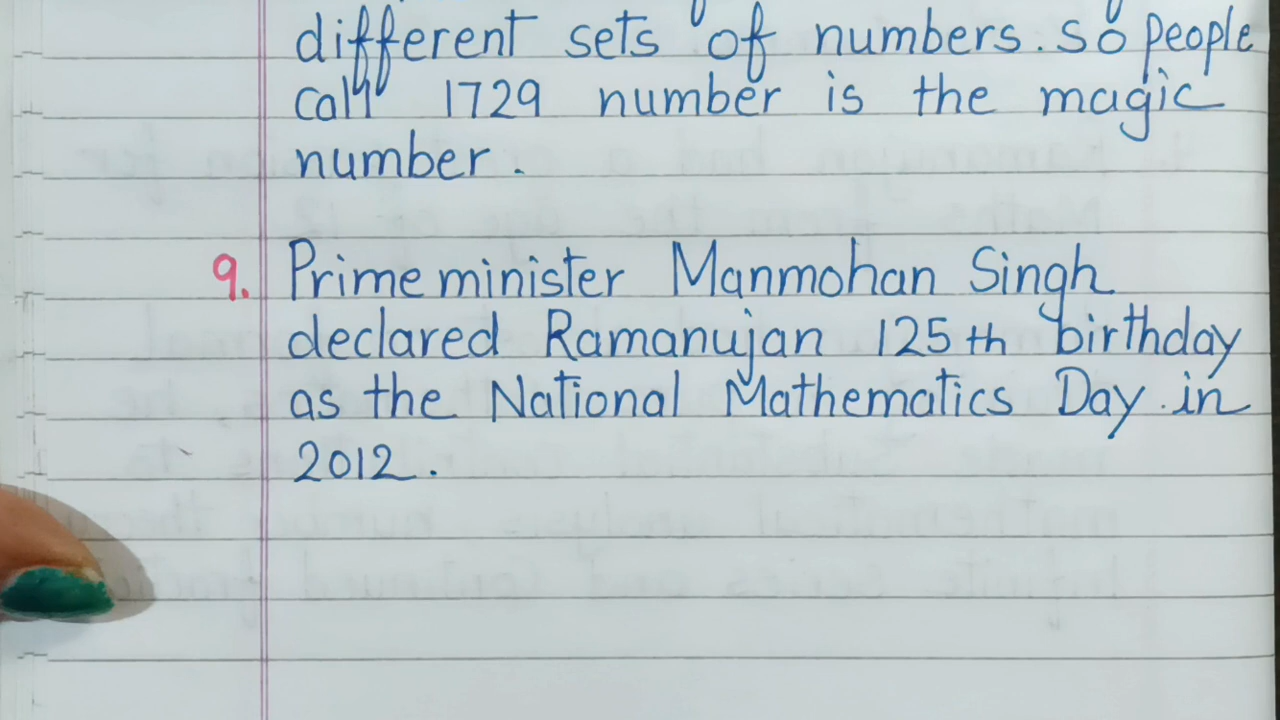 different sets of numbers. so people
call 1729 number is the magic
number.
9. Prime minister Manmohan Singh
declared Ramanujan 125th birthday
as the National Mathematics Day in
2012.